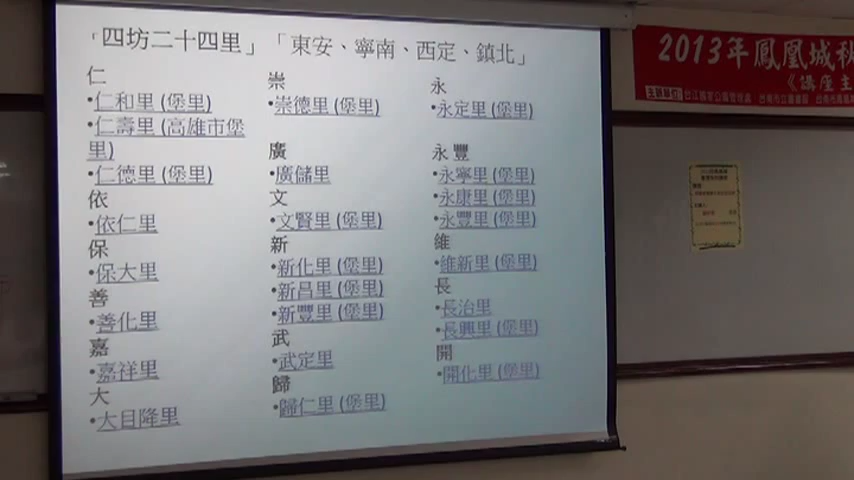 「四坊二十四里」「東安、寧南、西定、鎮北」
仁
•仁和里 (堡里)
•仁壽里 (高雄市堡
里)
•仁德里 (堡里)
依
•依仁里
保
•保大里
善
•善化里
嘉
•嘉祥里
大
•大目降里
崇
•崇德里 (堡里)
廣
•廣儲里
文
•文賢里 (堡里)
新
•新化里 (堡里)
•新昌里 (堡里)
•新豐里 (堡里)
武
•武定里
歸
•歸仁里 (堡里)
永
•永定里 (堡里)
永豐
•永寧里 (堡里)
•永康里 (堡里)
•永豐里 (堡里)
維
•維新里 (堡里)
長
•長治里
•長興里 (堡里)
開
•開化里 (堡里)
2013年鳳凰城秋
《講座主